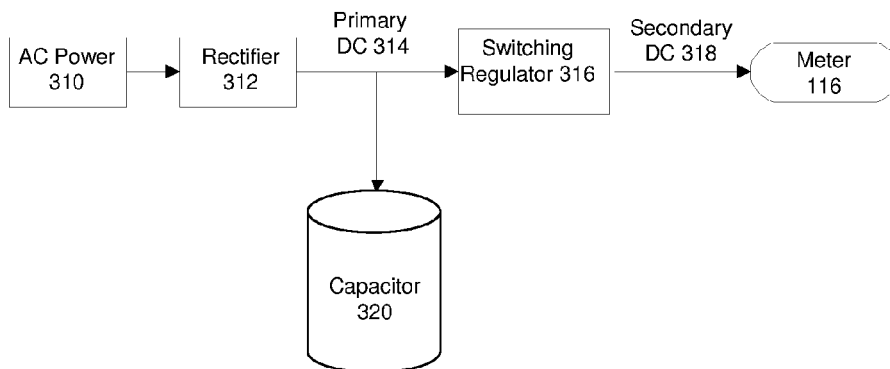 AC Power
310
Rectifier
312
Primary
DC 314
Switching
Regulator 316
Secondary
DC 318
Meter
116
Capacitor
320